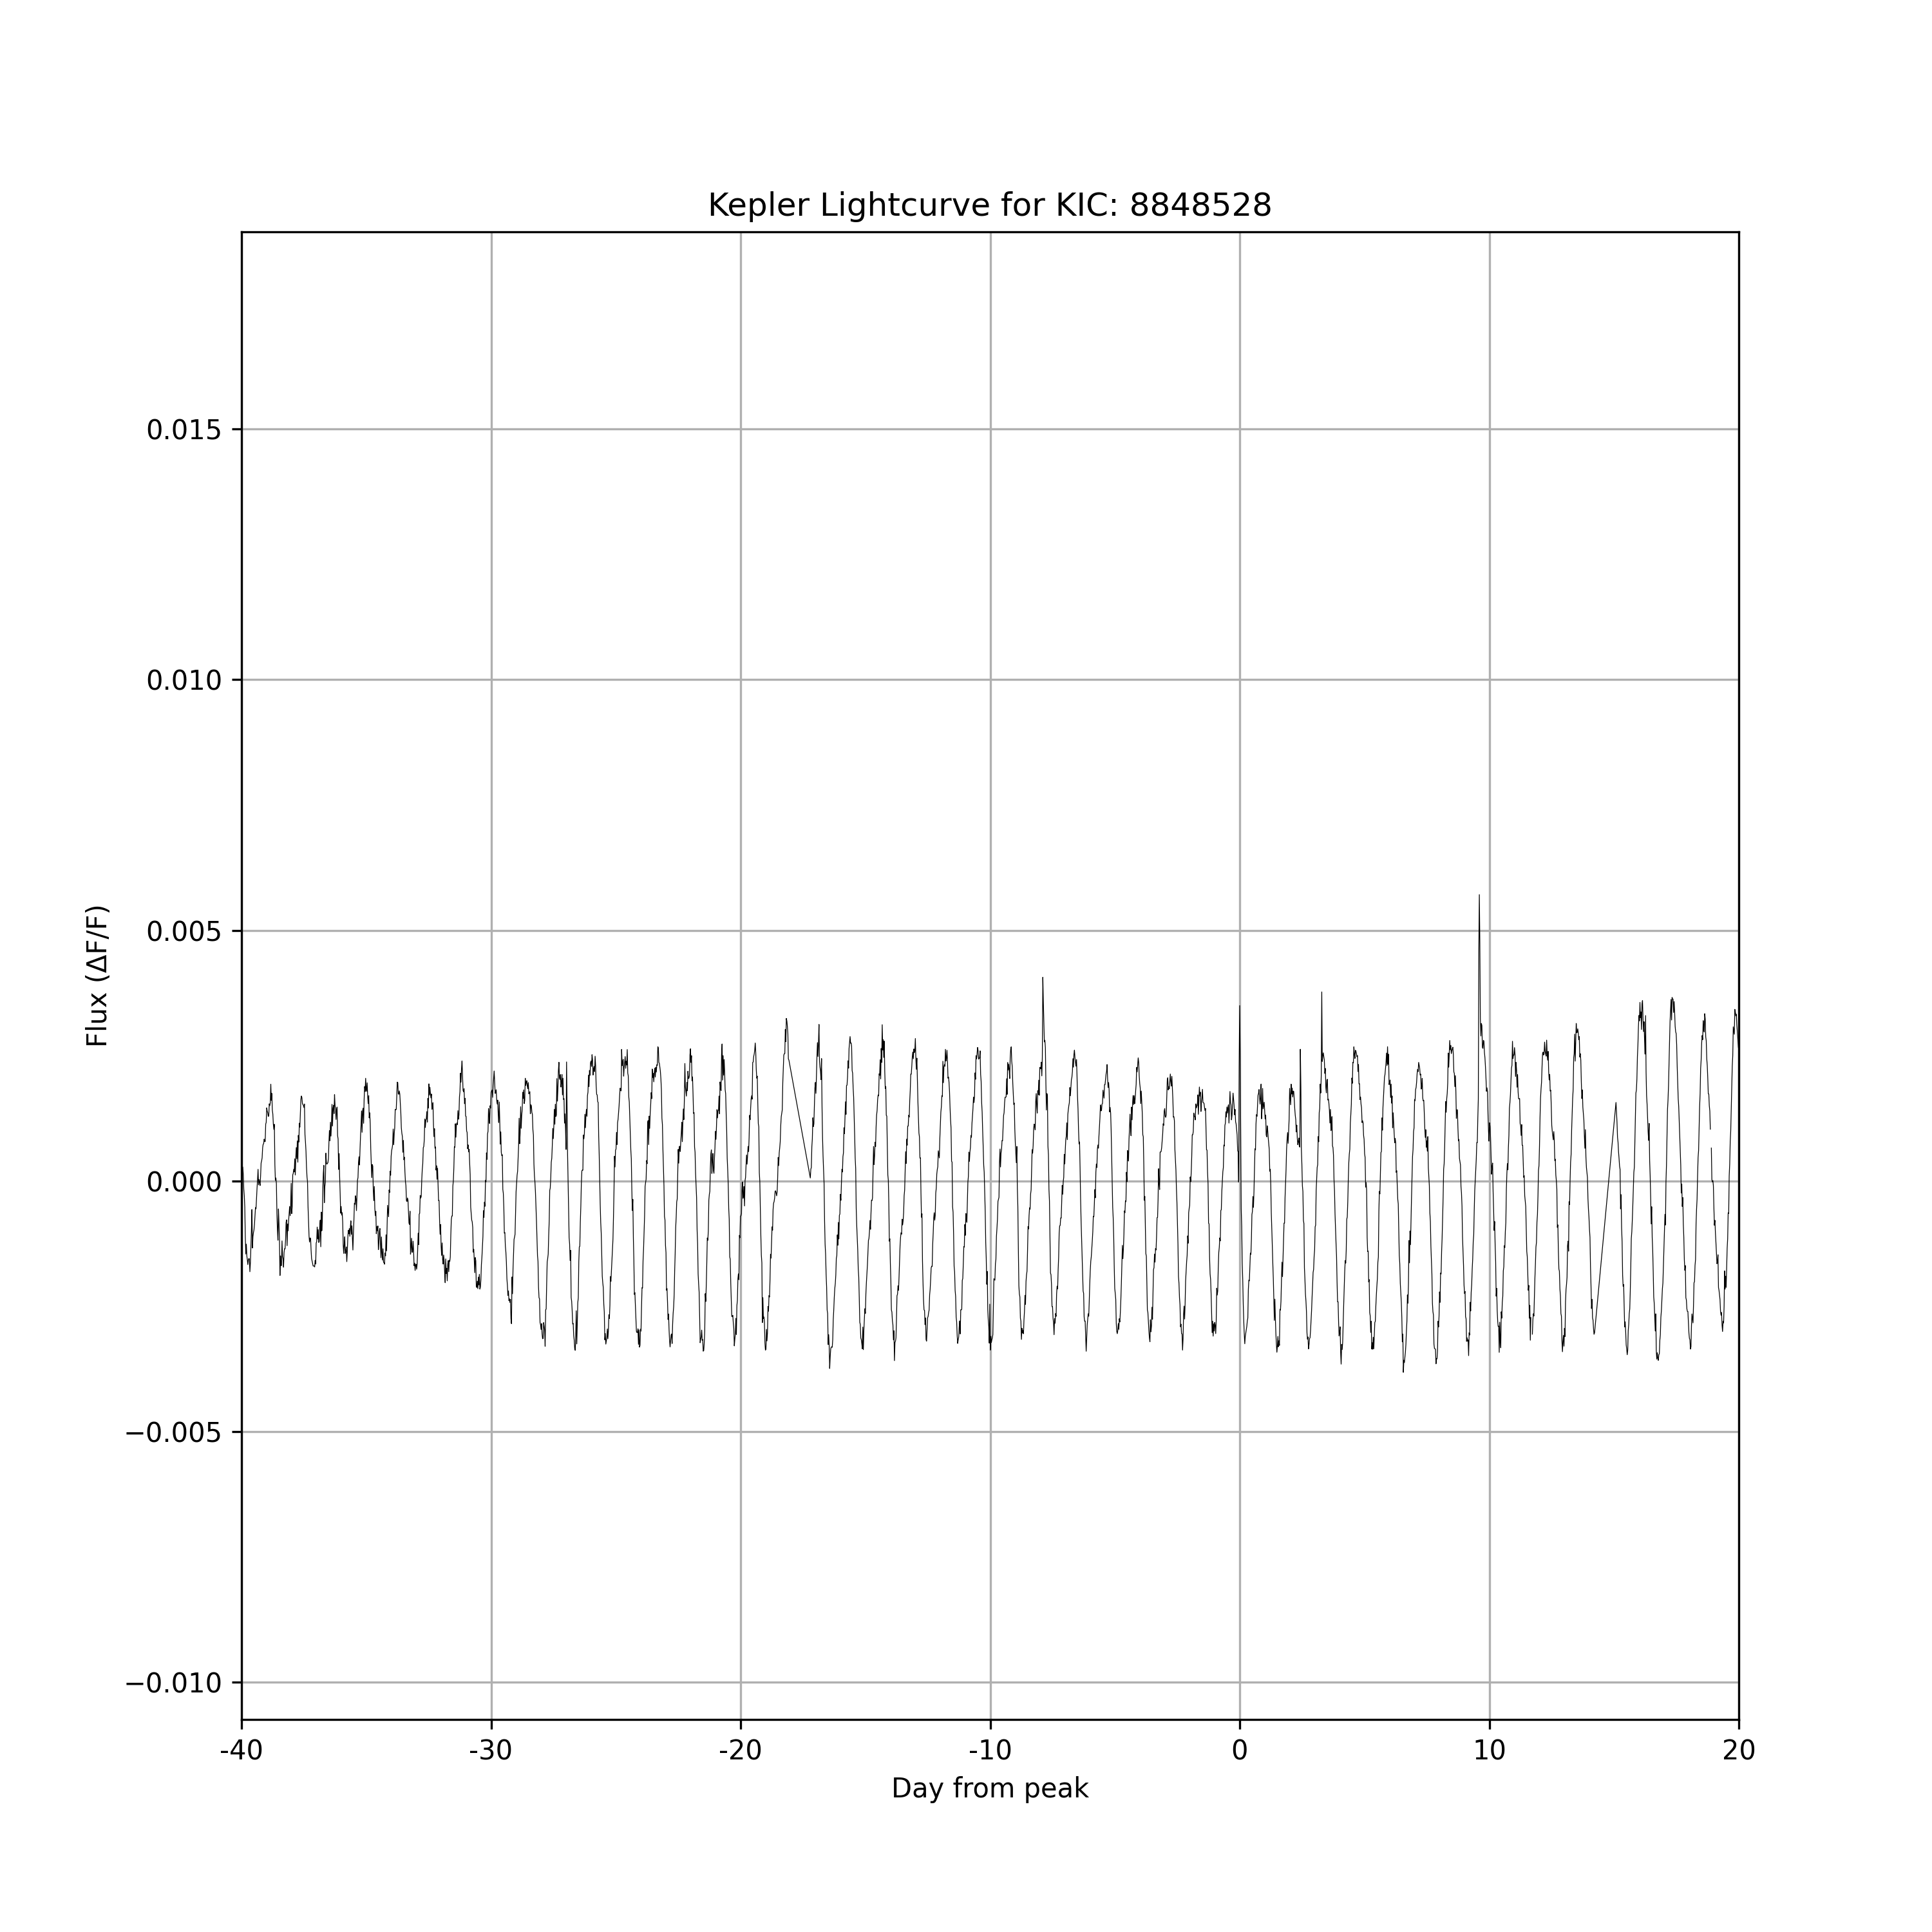 Kepler Lightcurve for KIC: 8848528
Flux (ΔF/F)
0.015
0.010
0.005
0.000
−0.005
−0.010
-40 -30 -20 -10 0 10 20
Day from peak